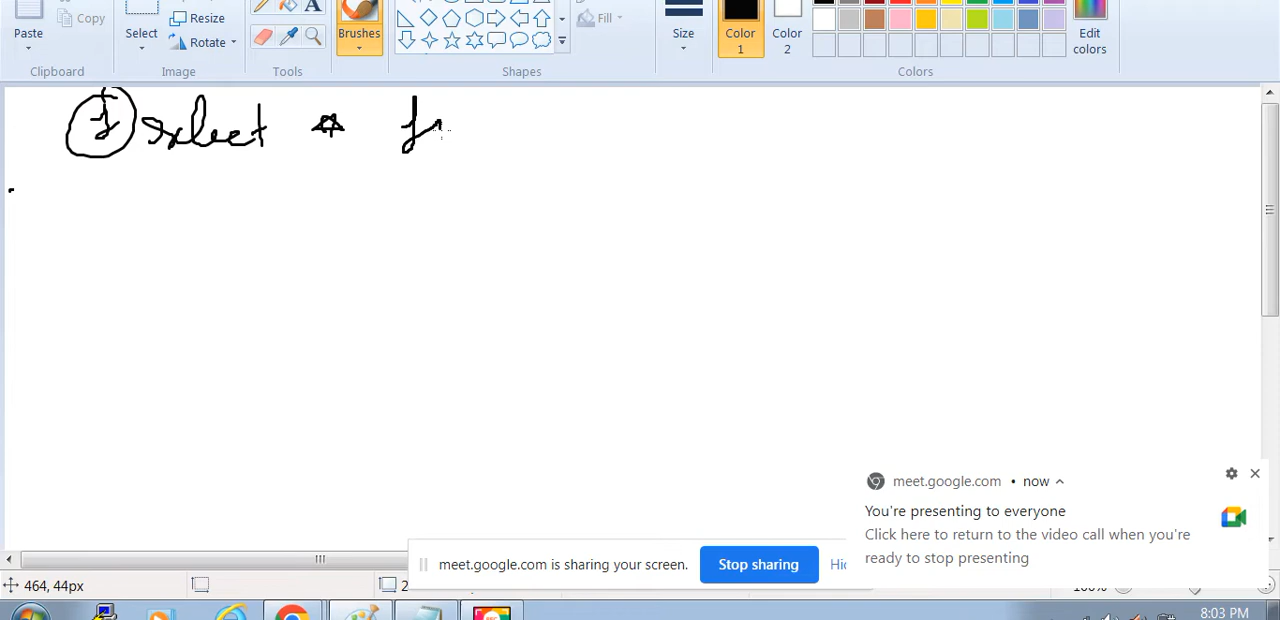 Paste
Select
Resize
Rotate
Copy
A
Brushes
Fill
Size
Color 1
Color 2
Edit colors
Clipboard
Image
Tools
Shapes
Colors
① select * fr
meet.google.com • now
You're presenting to everyone
Click here to return to the video call when you're
ready to stop presenting
meet.google.com is sharing your screen.
Stop sharing
464, 44px
8:03 PM